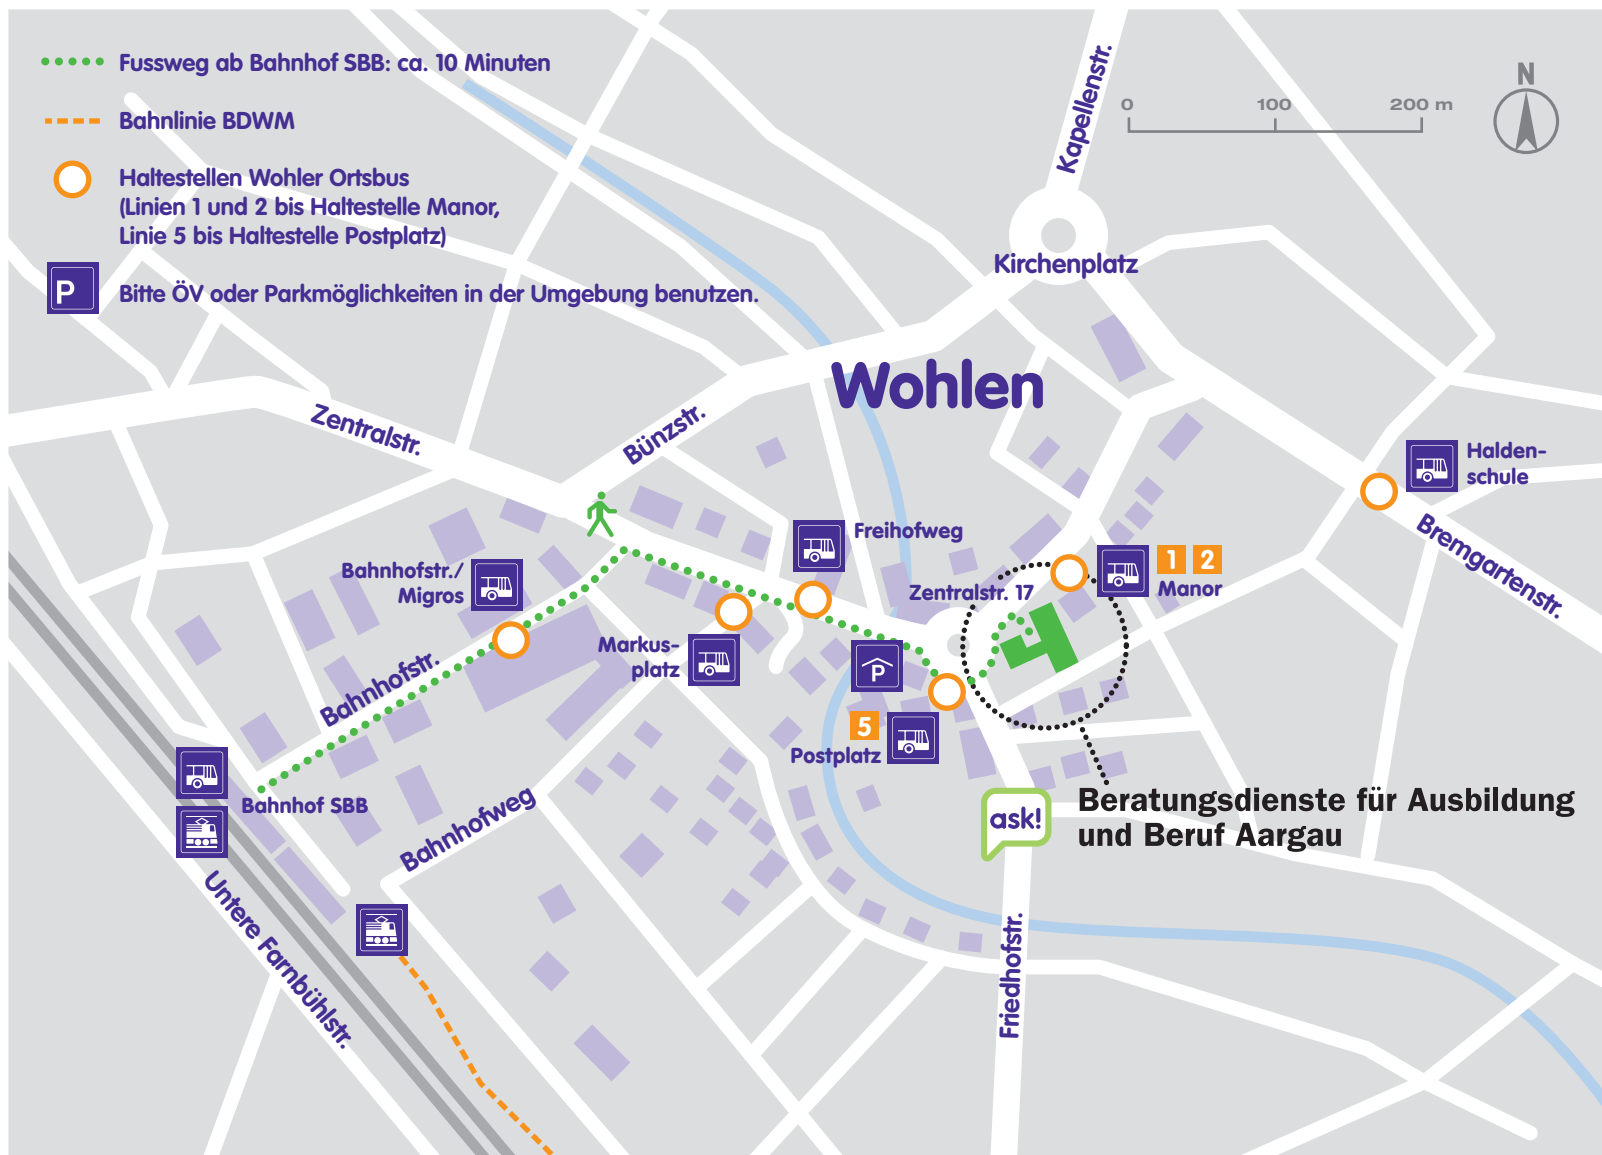 Fussweg ab Bahnhof SBB: ca. 10 Minuten
Bahnlinie BDWM
Haltestellen Wohler Ortsbus
(Linien 1 und 2 bis Haltestelle Manor,
Linie 5 bis Haltestelle Postplatz)
P
Bitte ÖV oder Parkmöglichkeiten in der Umgebung benutzen.
Kapellenstr.
0 100 200 m
N
Kirchenplatz
Wohlen
Zentralstr.
Bünzstr.
Halden-
schule
Bremgartenstr.
Freihofweg
Bahnhofstr./
Migros
Zentralstr. 17
1 2
Manor
Markus-
platz
P
Bahnhofstr.
5
Postplatz
Bahnhof SBB
Bahnhofweg
ask!
Beratungsdienste für Ausbildung
und Beruf Aargau
Untere Farnbühlstr.
Friedhofstr.